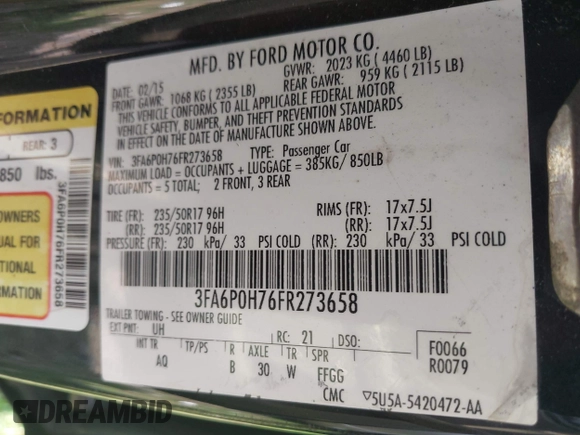 MFD. BY FORD MOTOR CO.
DATE: 02/15
GVWR: 2023 KG ( 4460 LB)
FRONT GAWR: 1068 KG ( 2355 LB)
REAR GAWR: 959 KG ( 2115 LB)
THIS VEHICLE CONFORMS TO ALL APPLICABLE FEDERAL MOTOR
VEHICLE SAFETY, BUMPER, AND THEFT PREVENTION STANDARDS
IN EFFECT ON THE DATE OF MANUFACTURE SHOWN ABOVE.
VIN: 3FA6P0H76FR273658
TYPE: Passenger Car
MAXIMUM LOAD = OCCUPANTS + LUGGAGE = 385KG/ 850LB
OCCUPANTS = 5 TOTAL; 2 FRONT, 3 REAR
TIRE (FR): 235/50R17 96H
RIMS (FR): 17x7.5J
(RR): 235/50R17 96H
(RR): 17x7.5J
PRESSURE (FR): 230 kPa/ 33 PSI COLD (RR): 230 kPa/ 33 PSI COLD
3FA6P0H76FR273658
TRAILER TOWING - SEE OWNER GUIDE
EXT PNT: UH
RC: 21
DSO:
F0066
R0079
INT TR
TP/PS
R
AXLE
TR
SPR
AQ
B
30
W
FFGG
CMC
5U5A-5420472-AA
FORMATION
REAR: 3
850 lbs.
OWNERS
UAL FOR
TIONAL
RMATION
3FA6P0H76FR273658
DREAMBID